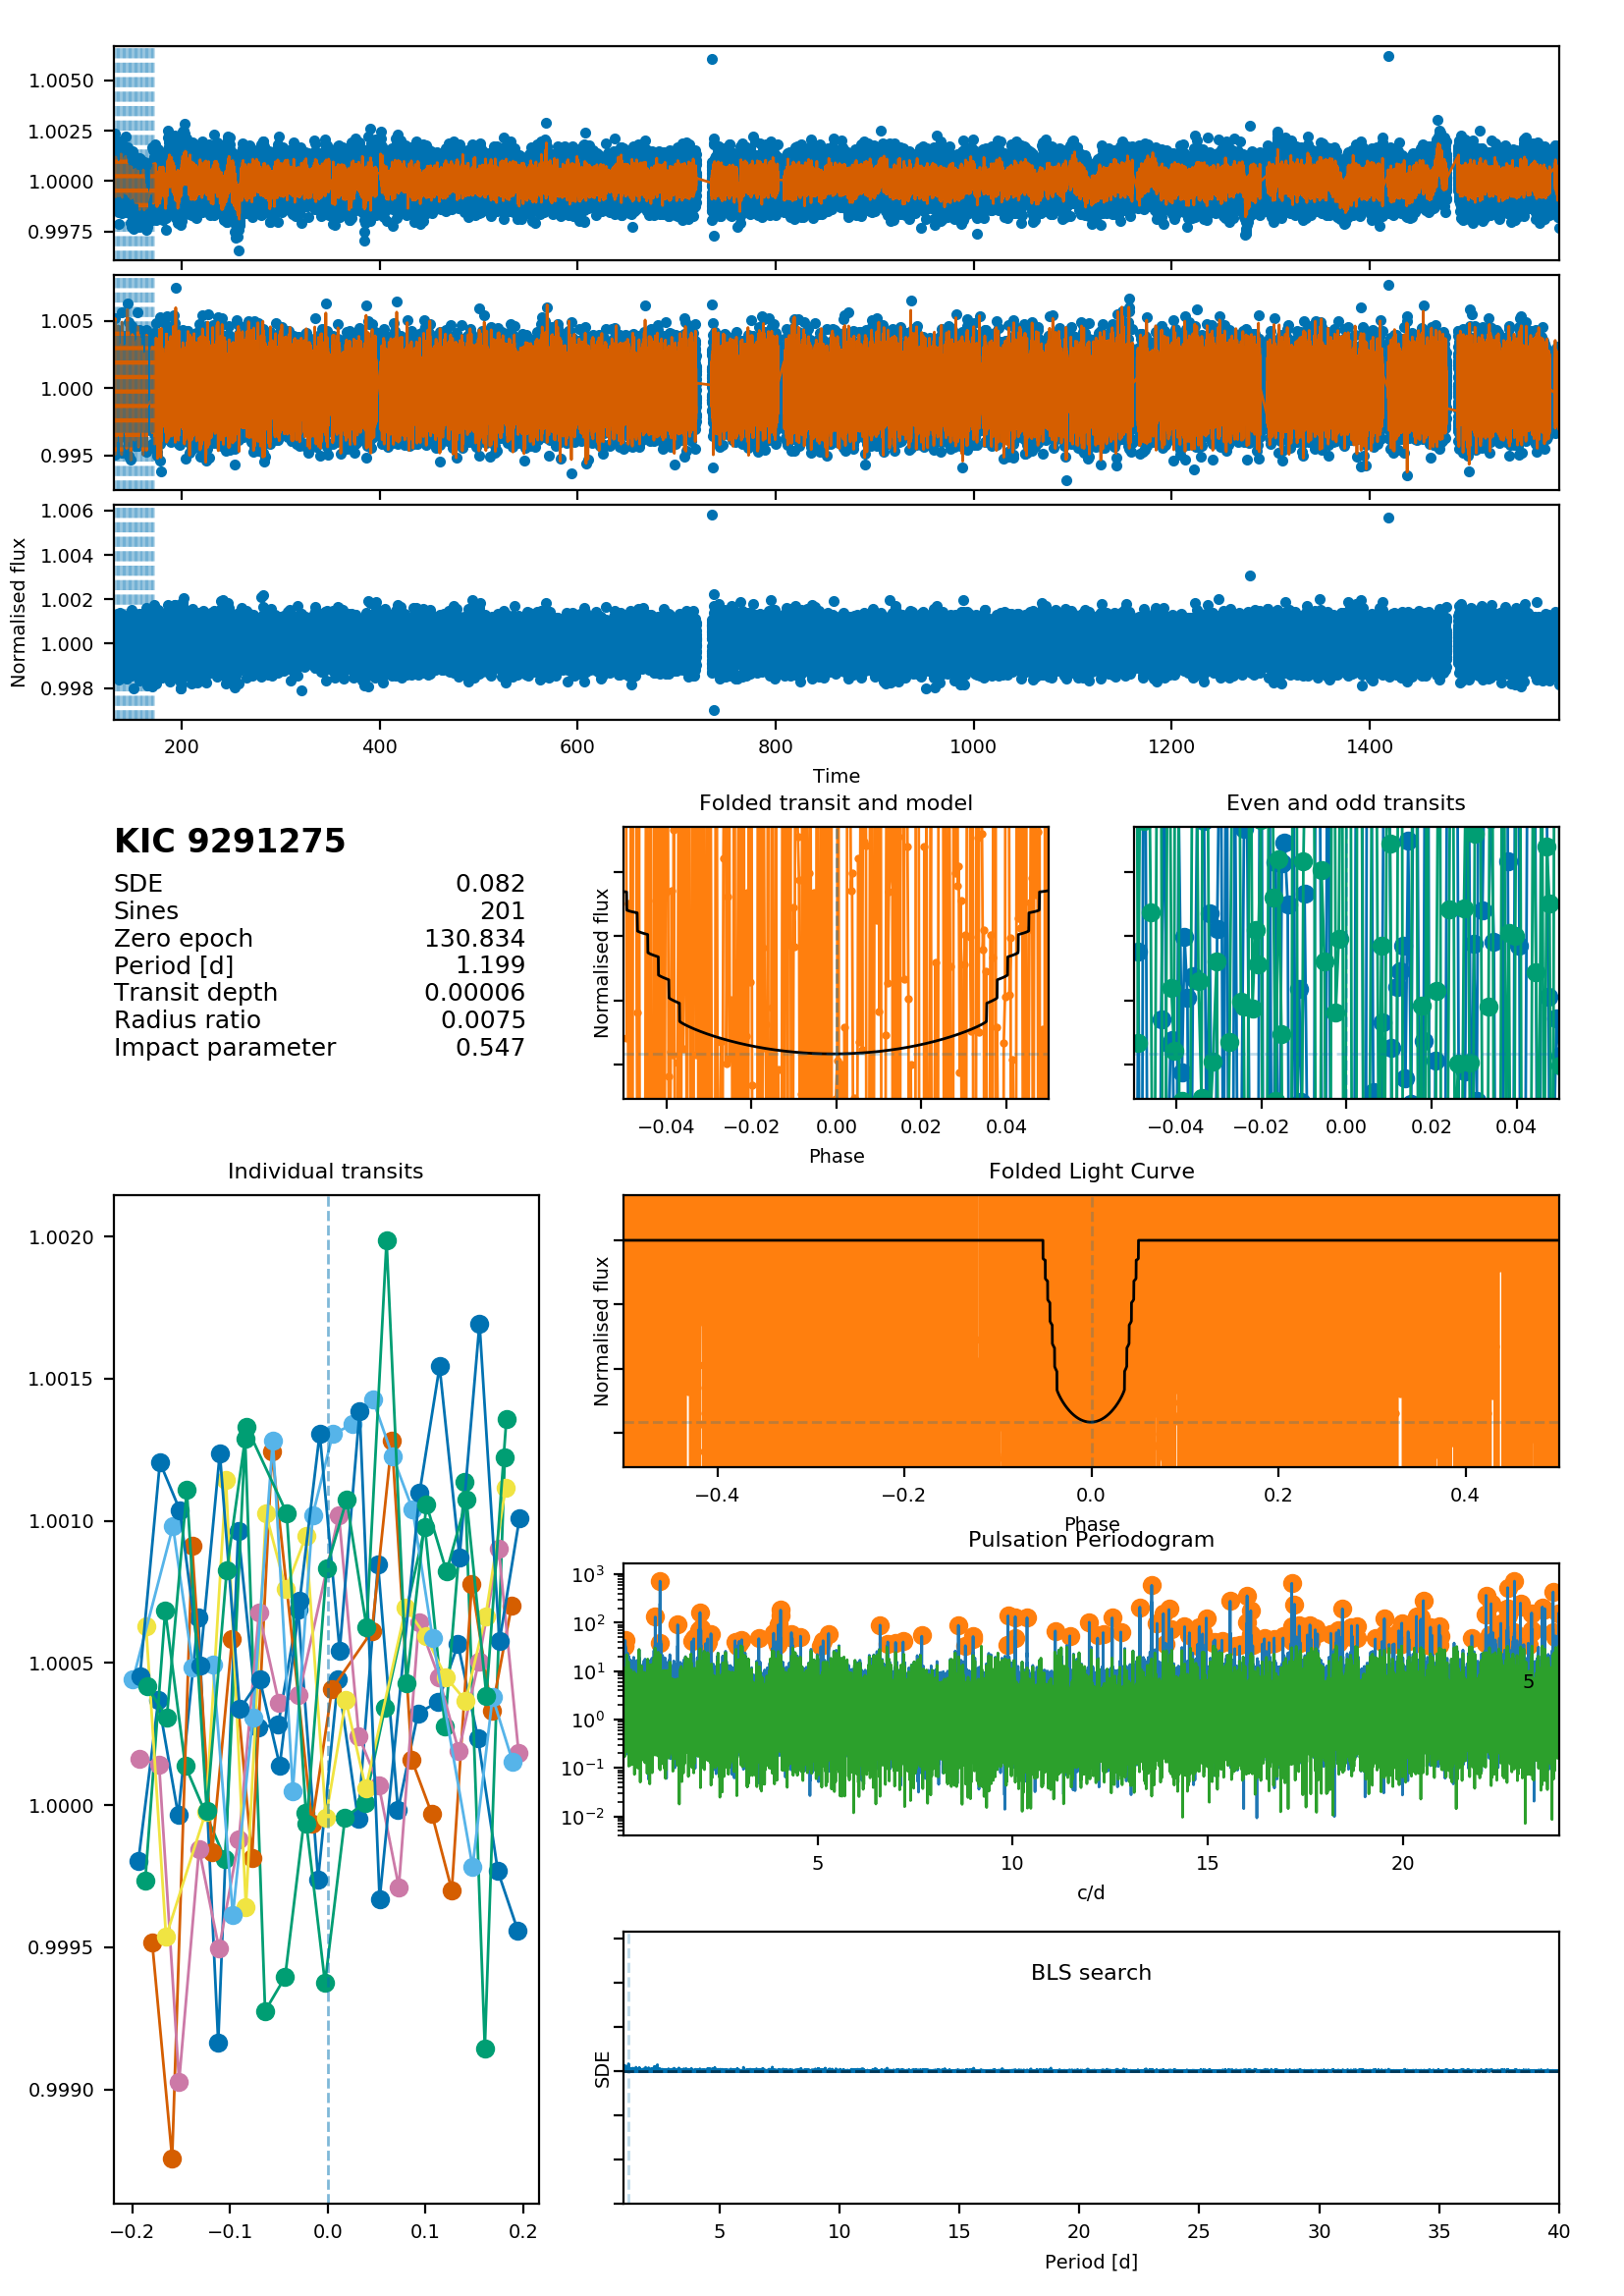 1.0050
1.0025
1.0000
0.9975
1.005
1.000
0.995
1.006
1.004
1.002
1.000
0.998
Normalised flux
200 400 600 800 1000 1200 1400
Time
KIC 9291275
SDE 0.082
Sines 201
Zero epoch 130.834
Period [d] 1.199
Transit depth 0.00006
Radius ratio 0.0075
Impact parameter 0.547
Folded transit and model
Normalised flux
−0.04 −0.02 0.00 0.02 0.04
Phase
Even and odd transits
−0.04 −0.02 0.00 0.02 0.04
Individual transits
1.0020
1.0015
1.0010
1.0005
1.0000
0.9995
0.9990
−0.2 −0.1 0.0 0.1 0.2
Folded Light Curve
Normalised flux
−0.4 −0.2 0.0 0.2 0.4
Phase
Pulsation Periodogram
10³
10²
10¹
10⁰
10⁻¹
10⁻²
5
5 10 15 20
c/d
BLS search
SDE
5 10 15 20 25 30 35 40
Period [d]